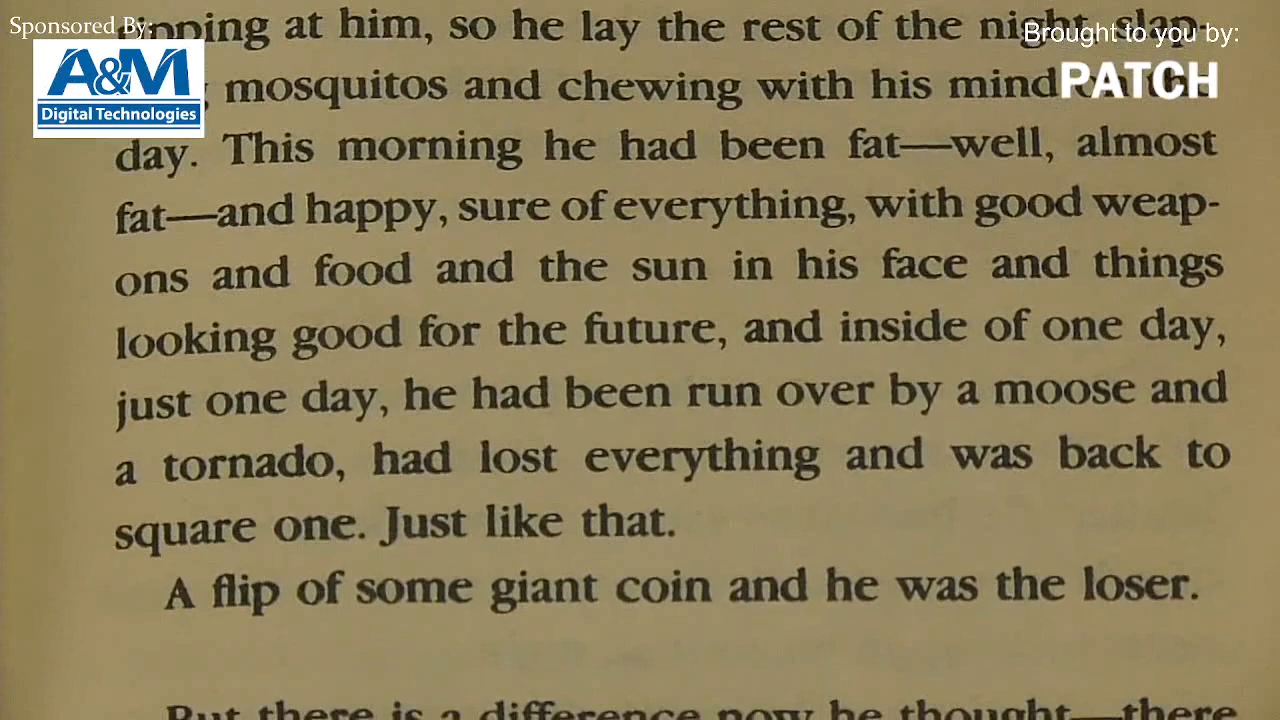 Sponsored By:
A&M
Digital Technologies
Brought to you by:
PATCH
at him, so he lay the rest of the night, slap-
mosquitos and chewing with his mind
day. This morning he had been fat—well, almost
fat—and happy, sure of everything, with good weap-
ons and food and the sun in his face and things
looking good for the future, and inside of one day,
just one day, he had been run over by a moose and
a tornado, had lost everything and was back to
square one. Just like that.
A flip of some giant coin and he was the loser.
But there is a difference now he thought—there